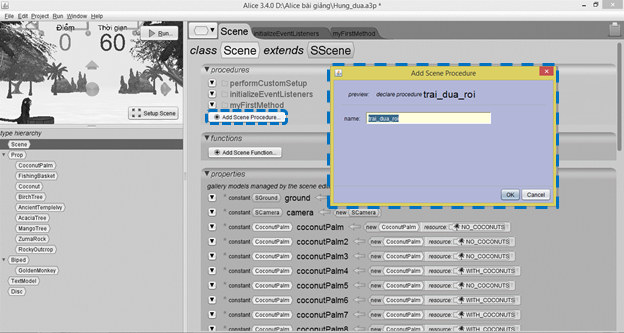 Alice 3.4.0 D:\Alice bài giảng\Hung_dua.a3p *
File Edit Project Run Window Help
Điểm Thời gian
0 60
Run...
Setup Scene
Scene initializeEventListeners myFirstMethod
class Scene extends SScene
procedures
performCustomSetup
initializeEventListeners
myFirstMethod
Add Scene Procedure...
functions
Add Scene Function...
properties
gallery models managed by the scene edi
constant SGround ground
constant SCamera camera new SCamera
constant CoconutPalm coconutPalm new CoconutPalm resource: NO_COCONUTS
constant CoconutPalm coconutPalm2 new CoconutPalm resource: NO_COCONUTS
constant CoconutPalm coconutPalm3 new CoconutPalm resource: NO_COCONUTS
constant CoconutPalm coconutPalm4 new CoconutPalm resource: WITH_COCONUTS
constant CoconutPalm coconutPalm5 new CoconutPalm resource: NO_COCONUTS
constant CoconutPalm coconutPalm6 new CoconutPalm resource: WITH_COCONUTS
constant CoconutPalm coconutPalm7 new CoconutPalm resource: WITH_COCONUTS
constant CoconutPalm coconutPalm8 new CoconutPalm resource: WITH_COCONUTS
Add Scene Procedure
preview: declare procedure trai_dua_roi
name: trai_dua_roi
OK Cancel
type hierarchy
Scene
Prop
CoconutPalm
FishingBasket
Coconut
BirchTree
AncientTempleIvy
AcaciaTree
MangoTree
ZumaRock
RockyOutcrop
Biped
GoldenMonkey
TextModel
Disc